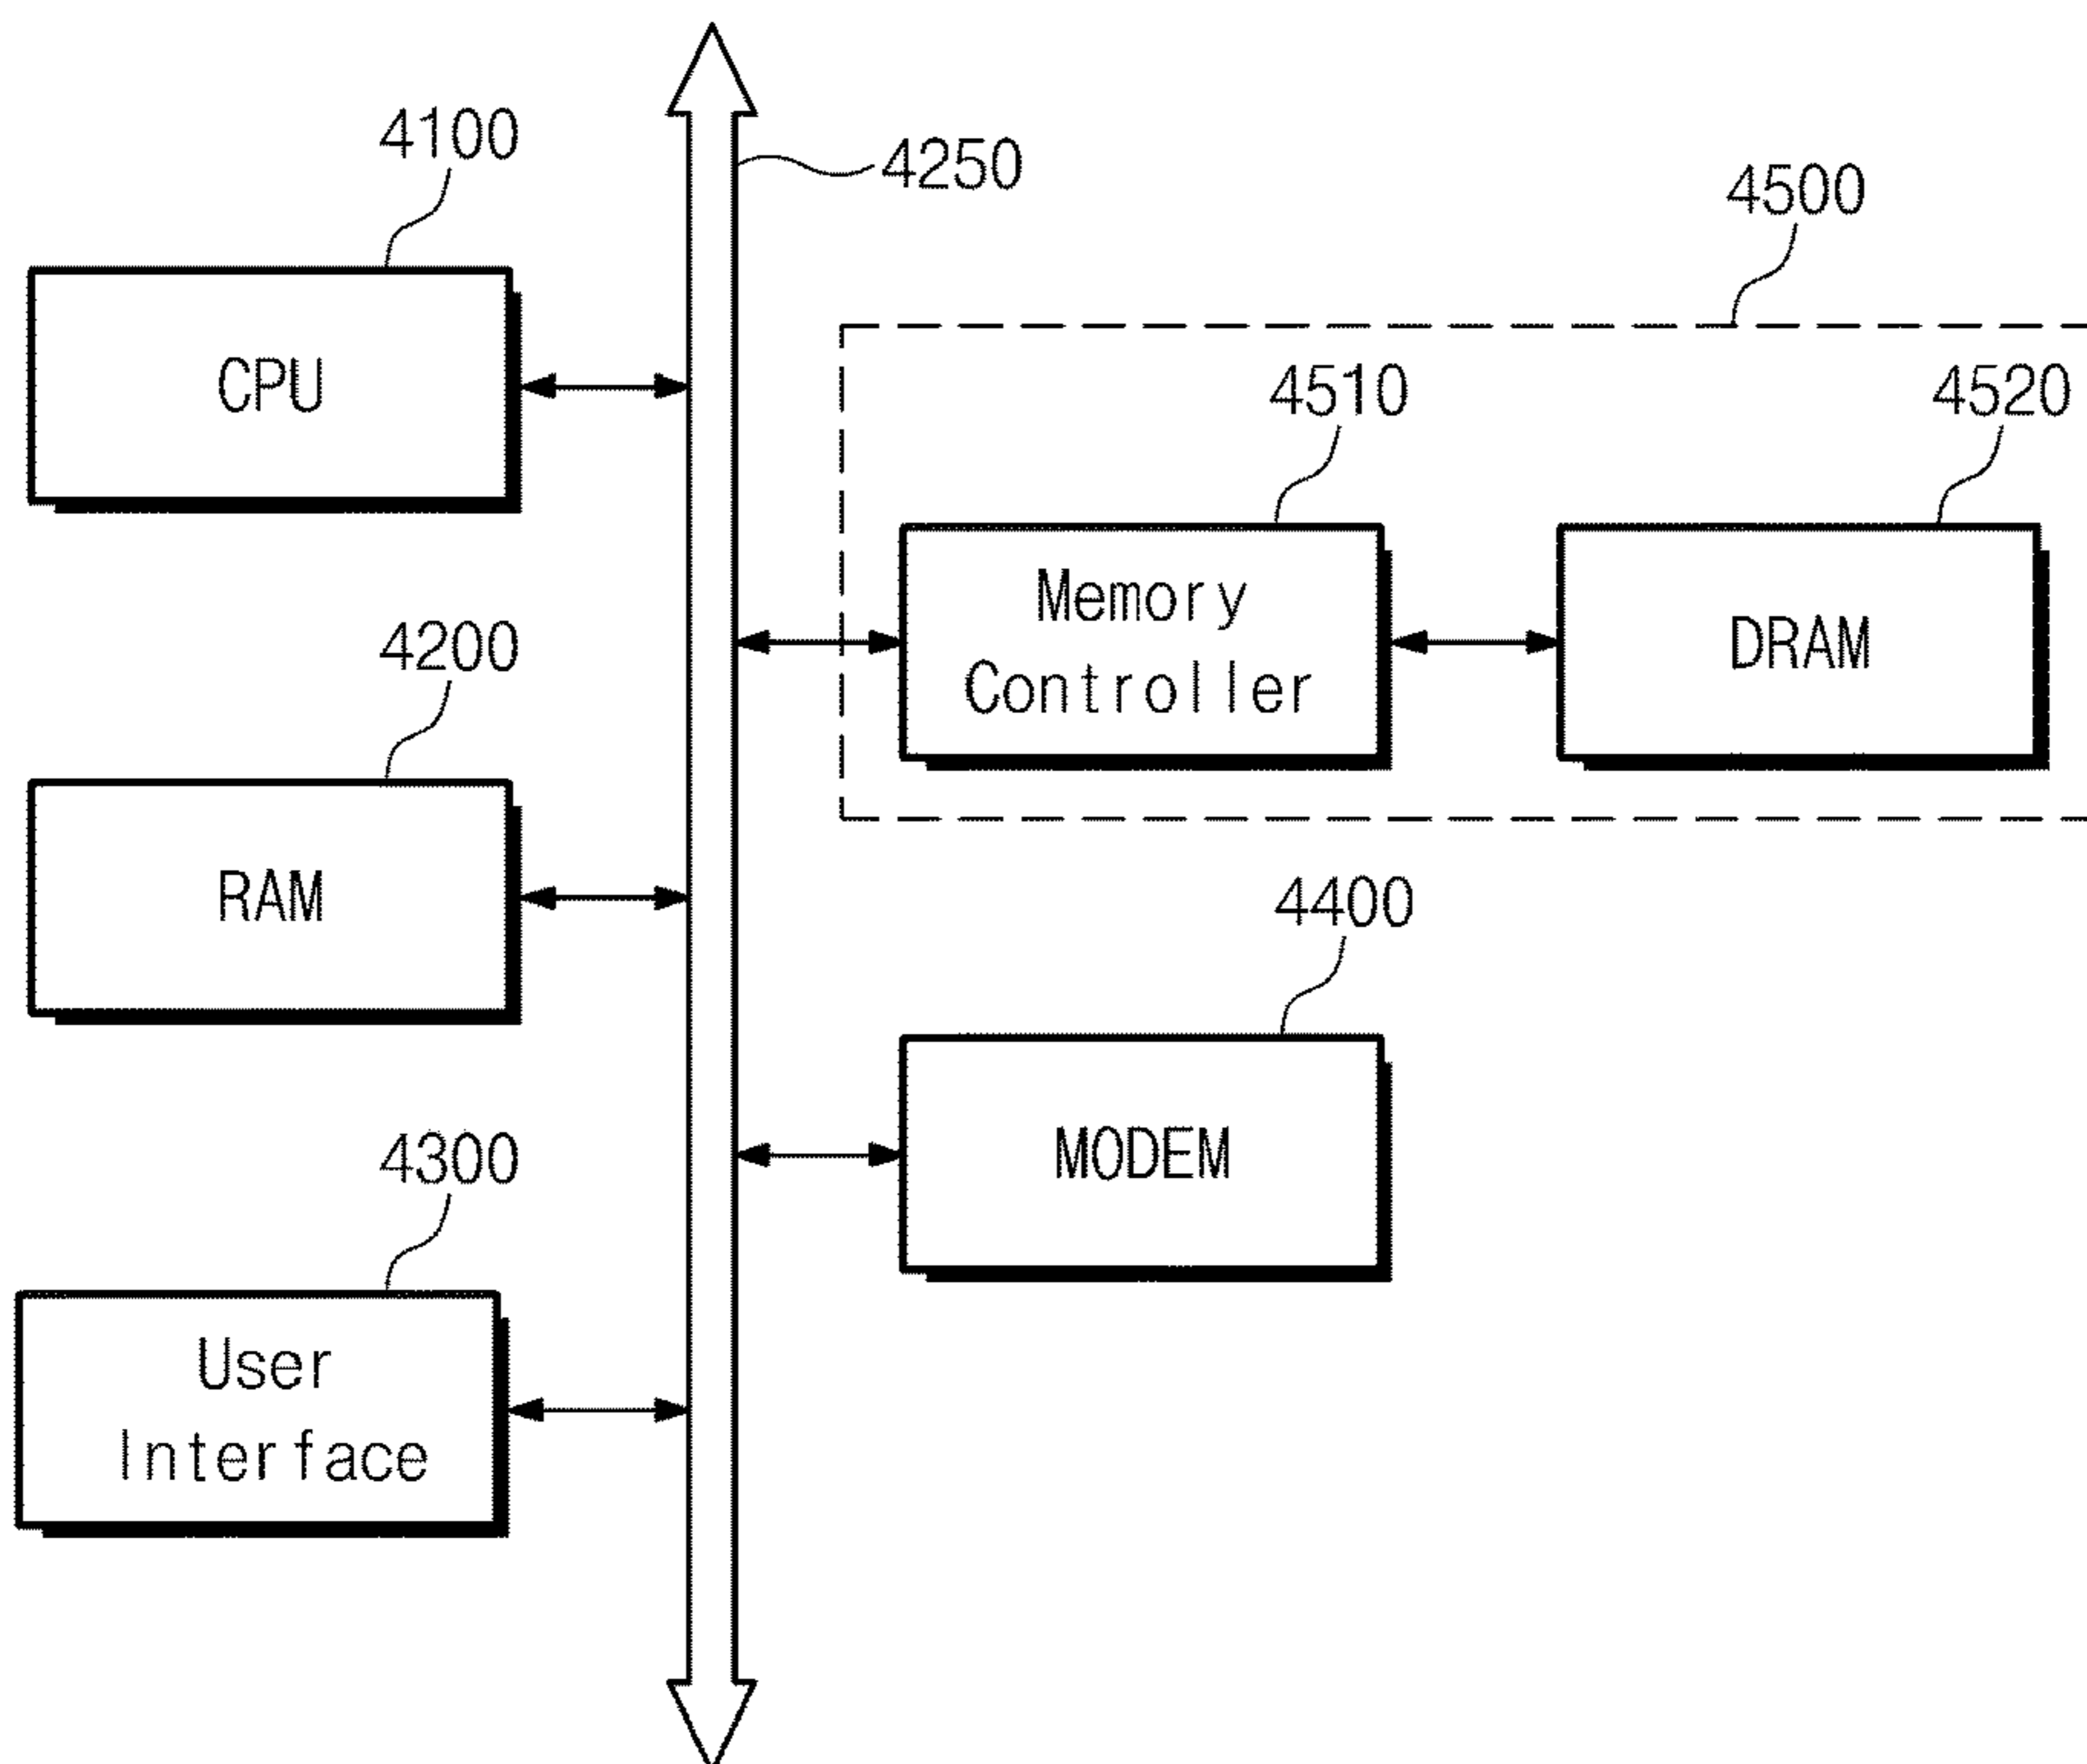 4100
4250
4500
CPU
4510
4520
Memory
Controller
DRAM
4200
RAM
4400
MODEM
4300
User
Interface